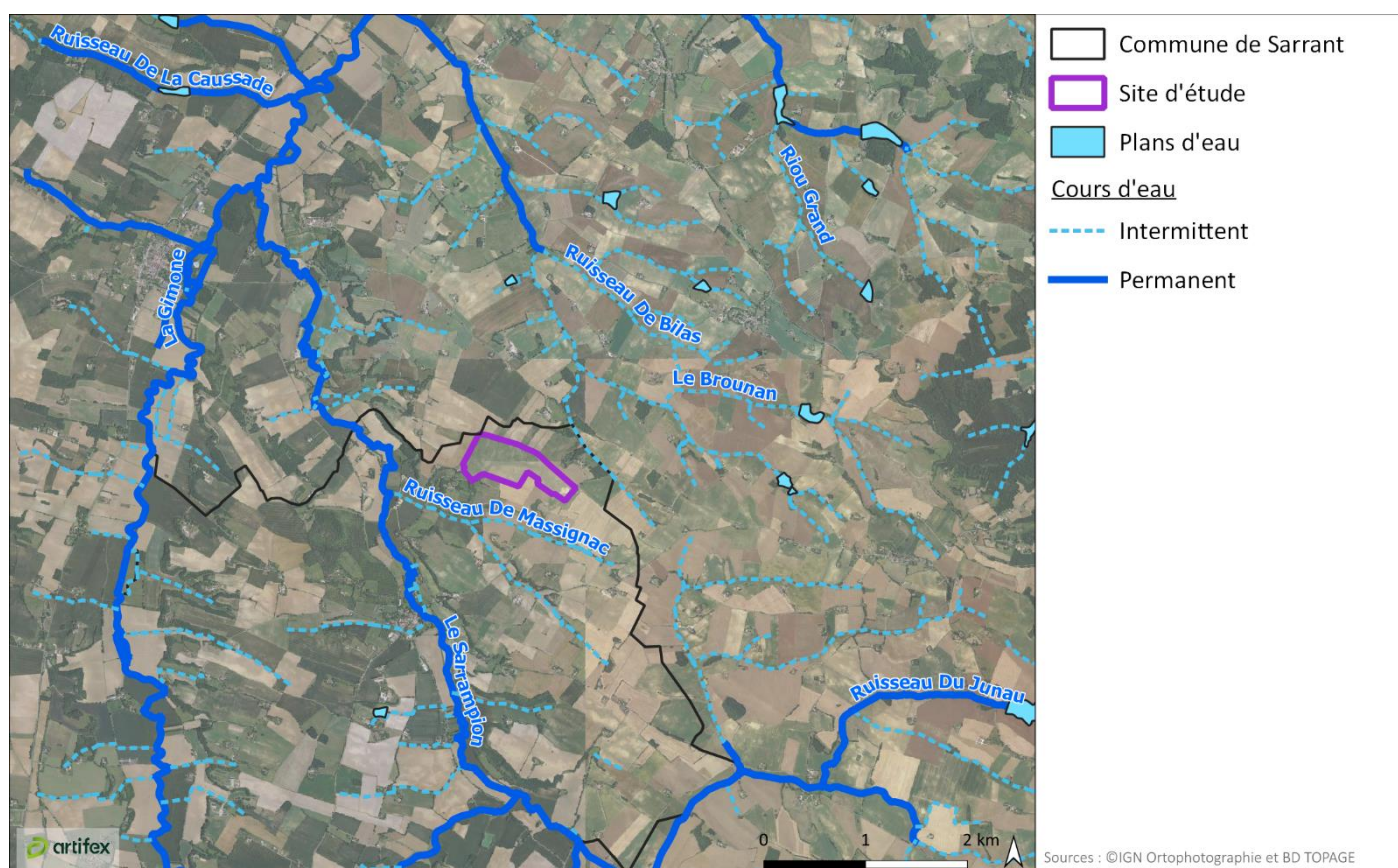 Ruisseau De La Caussade
La Gimone
Riou Grand
Ruisseau De Bilas
Le Brounan
Ruisseau De Massignac
Le Sarrampion
Ruisseau Du Junau
artifex
0 1 2 km
Commune de Sarrant
Site d'étude
Plans d'eau
Cours d'eau
Intermittent
Permanent
Sources : ©IGN Ortophotographie et BD TOPAGE